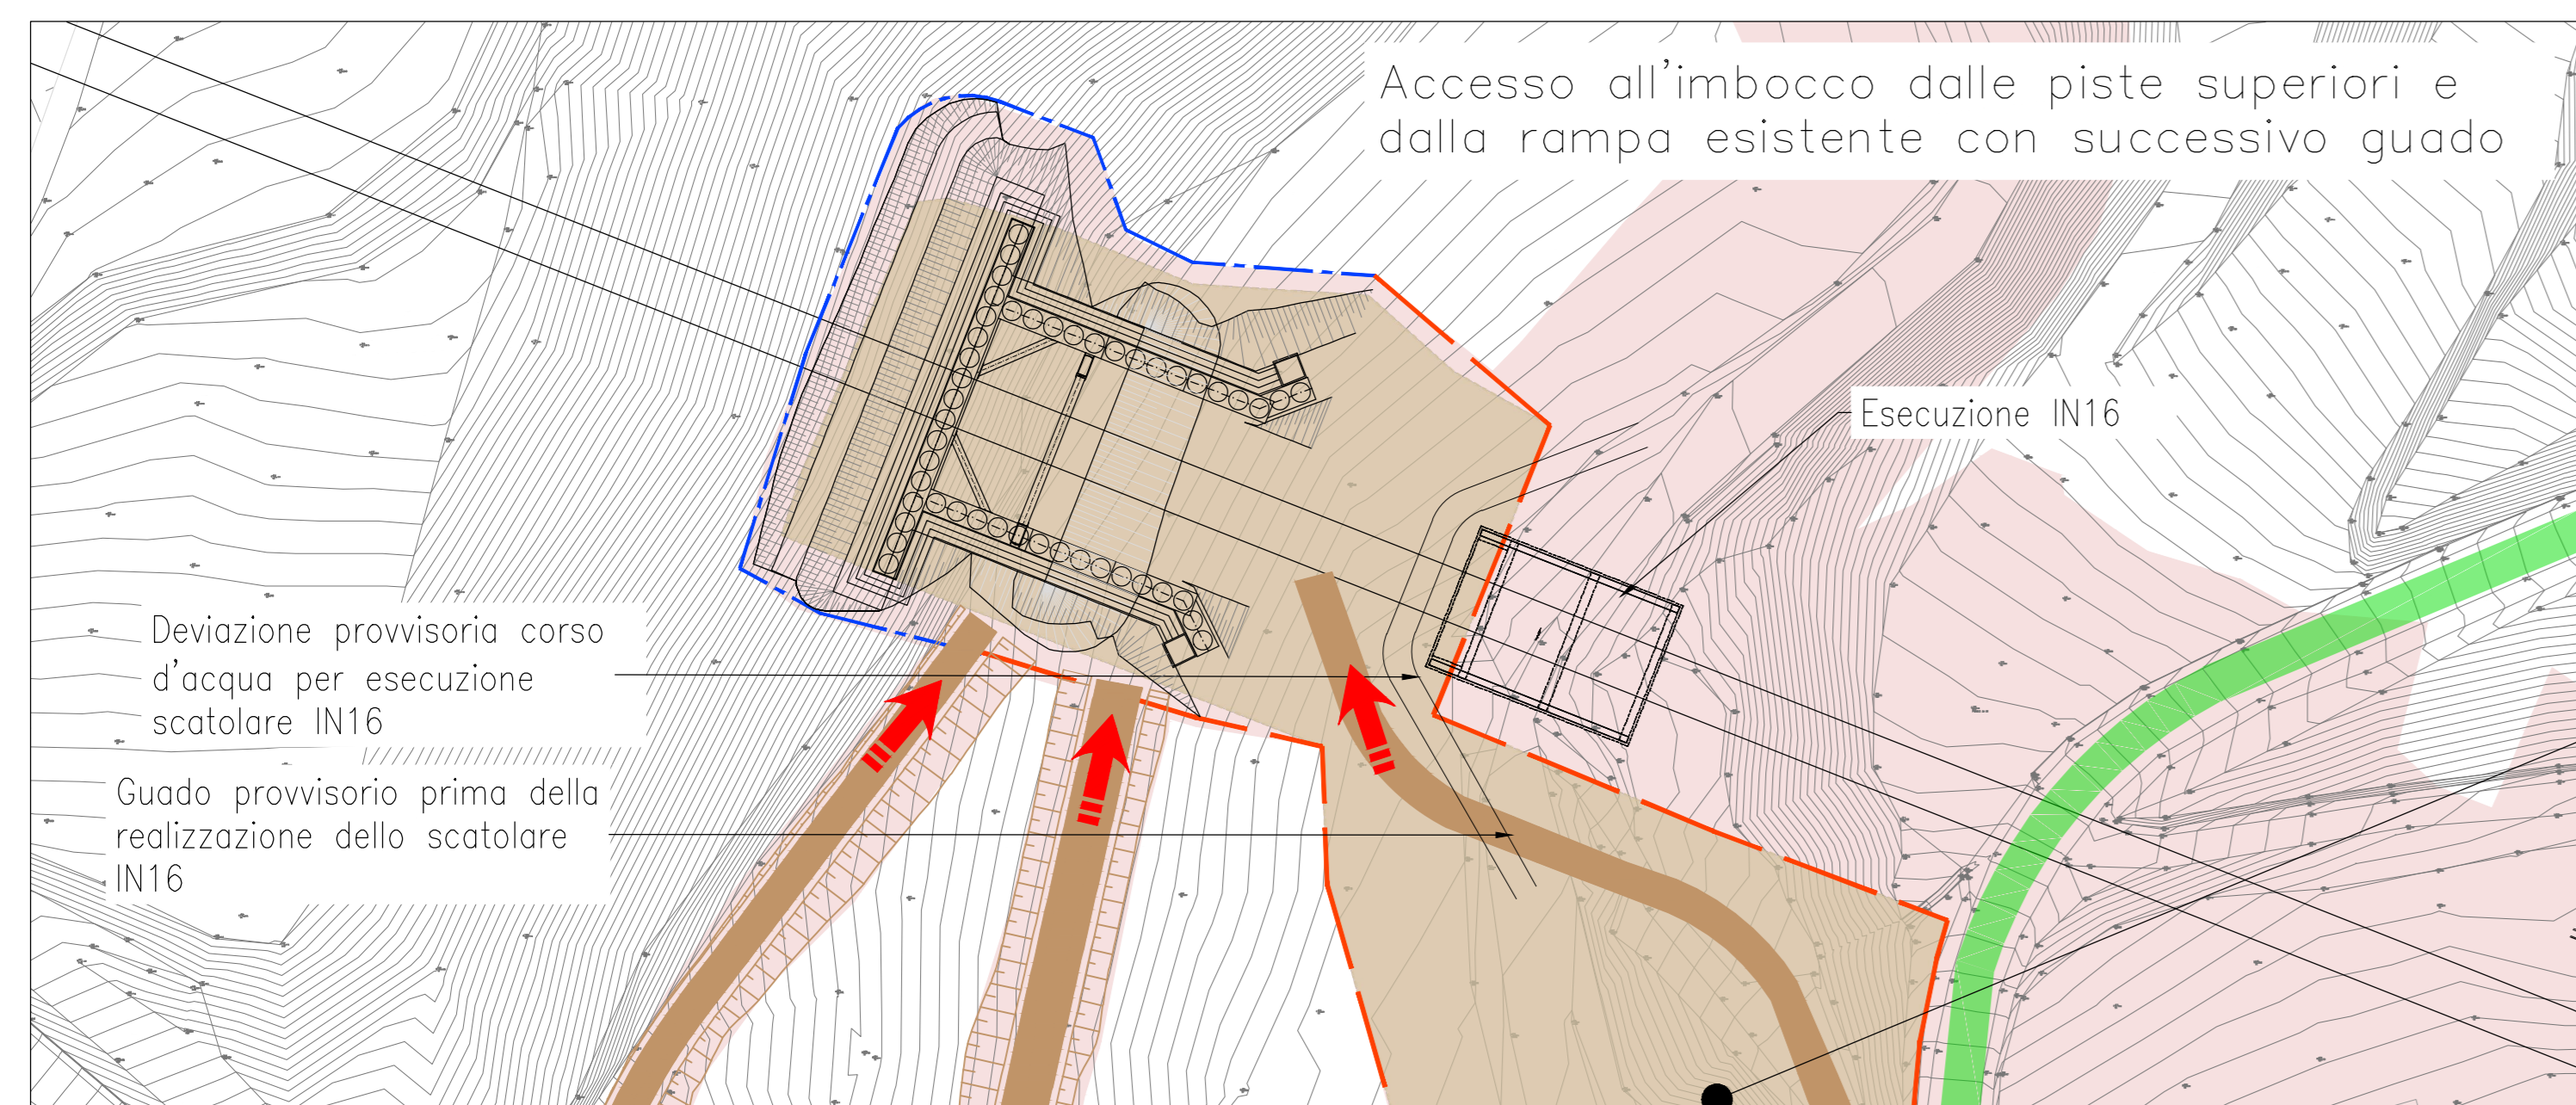 Accesso all'imbocco dalle piste superiori e
dalla rampa esistente con successivo guado
Esecuzione IN16
Deviazione provvisoria corso
d'acqua per esecuzione
scatolare IN16
Guado provvisorio prima della
realizzazione dello scatolare
IN16